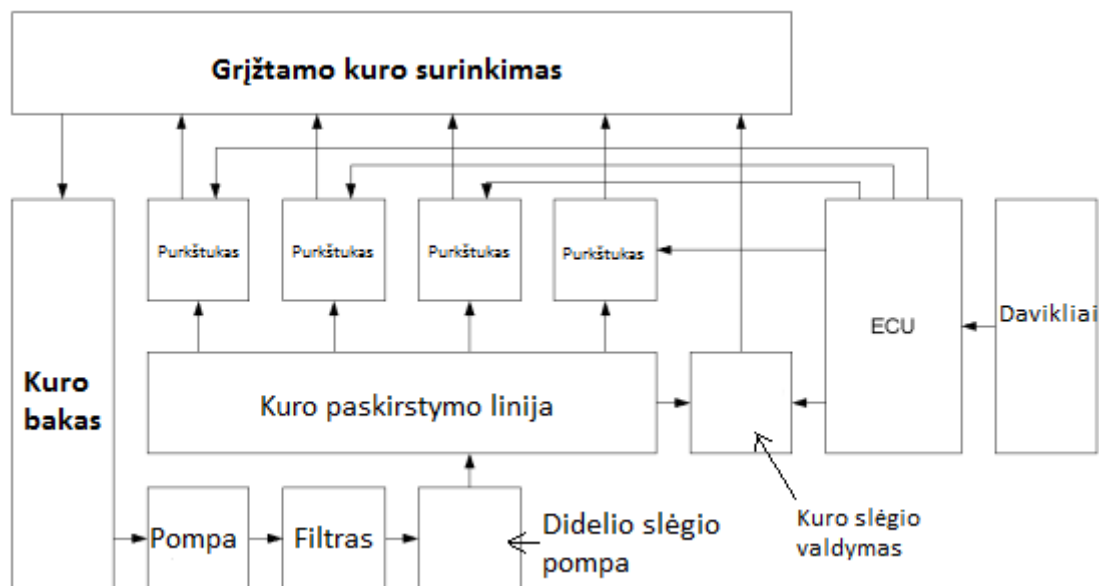 Grįžtamo kuro surinkimas
Purkštukas
Purkštukas
Purkštukas
Purkštukas
ECU
Davikliai
Kuro
bakas
Kuro paskirstymo linija
Pompa
Filtras
Didelio slėgio
pompa
Kuro slėgio
valdymas